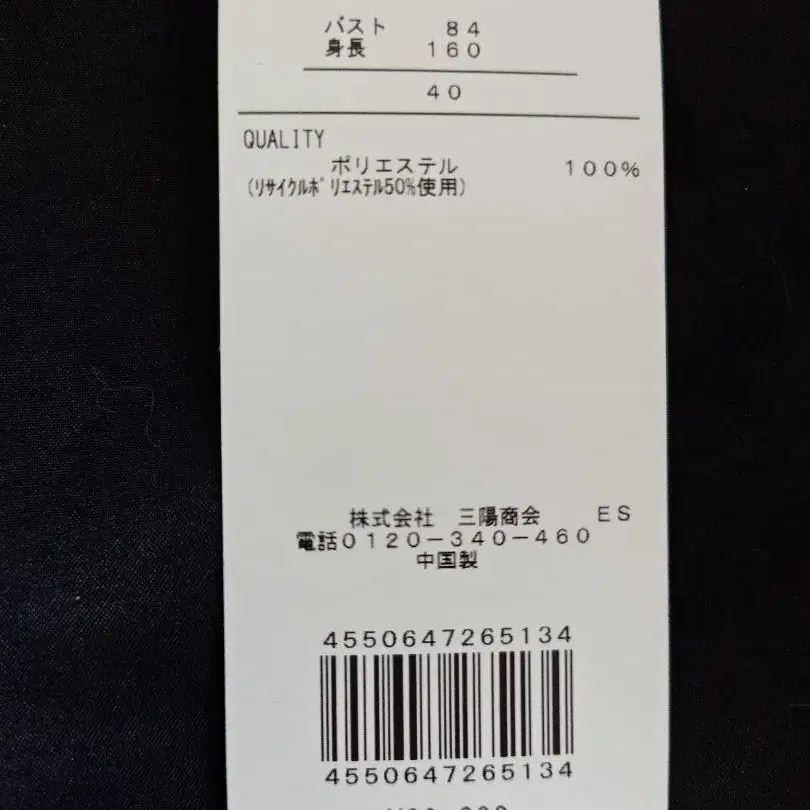 バスト 84
身長 160
40
QUALITY
ポリエステル 100%
(リサイクルポリエステル50%使用)
株式会社 三陽商会 ES
電話0120-340-460
中国製
4550647265134
4550647265134